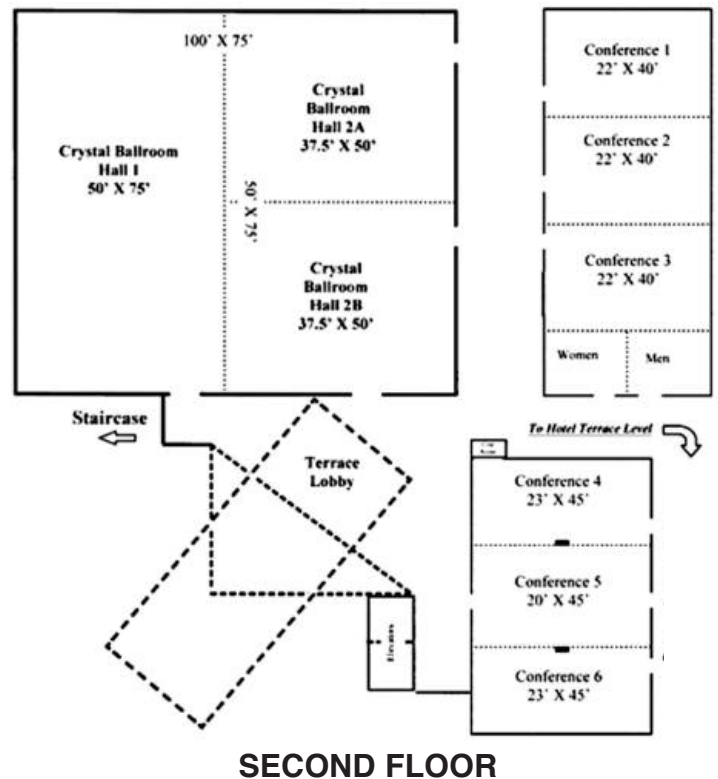 100' X 75'
Crystal Ballroom
Hall 1
50' X 75'
Crystal
Ballroom
Hall 2A
37.5' X 50'
50' X 75'
Crystal
Ballroom
Hall 2B
37.5' X 50'
Conference 1
22' X 40'
Conference 2
22' X 40'
Conference 3
22' X 40'
Women
Men
Staircase
Terrace
Lobby
To Hotel Terrace Level
Conference 4
23' X 45'
Conference 5
20' X 45'
Conference 6
23' X 45'
Elevators
SECOND FLOOR